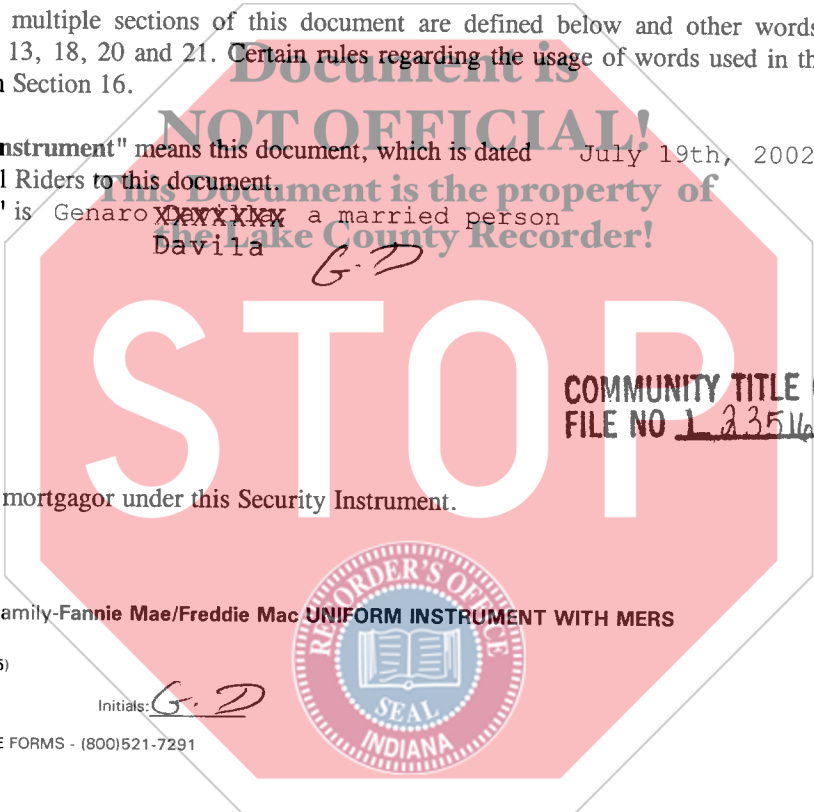 multiple sections of this document are defined below and other words
13, 18, 20 and 21. Certain rules regarding the usage of words used in th
Section 16.
Document is
NOT OFFICIAL!
This Document is the property of
the Lake County Recorder!
nstrument" means this document, which is dated July 19th, 2002
l Riders to this document.
" is Genaro a married person
Davila
G. D
STOP
COMMUNITY TITLE
FILE NO L 23516
mortgagor under this Security Instrument.
amily-Fannie Mae/Freddie Mac UNIFORM INSTRUMENT WITH MERS
Initials: G. D
FORMS - (800)521-7291
RECORDER'S OFFICE
SEAL
INDIANA